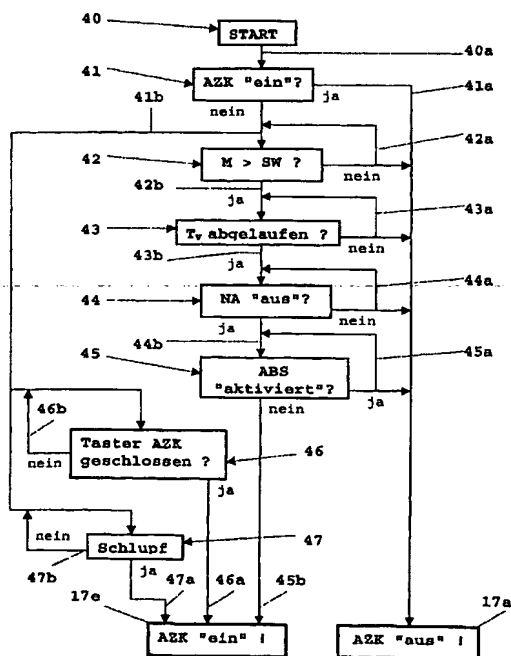 40
START
40a
41
AZK "ein"?
ja
41a
41b
nein
42a
42
M > SW ?
nein
42b
ja
43a
43
Tv abgelaufen ?
nein
43b
ja
44a
44
NA "aus"?
nein
ja
44b
45a
45
ABS
"aktiviert"?
ja
nein
46b
Taster AZK
geschlossen ?
46
nein
ja
nein
Schlupf
47
47b
ja
47a
46a
45b
17e
17a
AZK "ein" !
AZK "aus" !